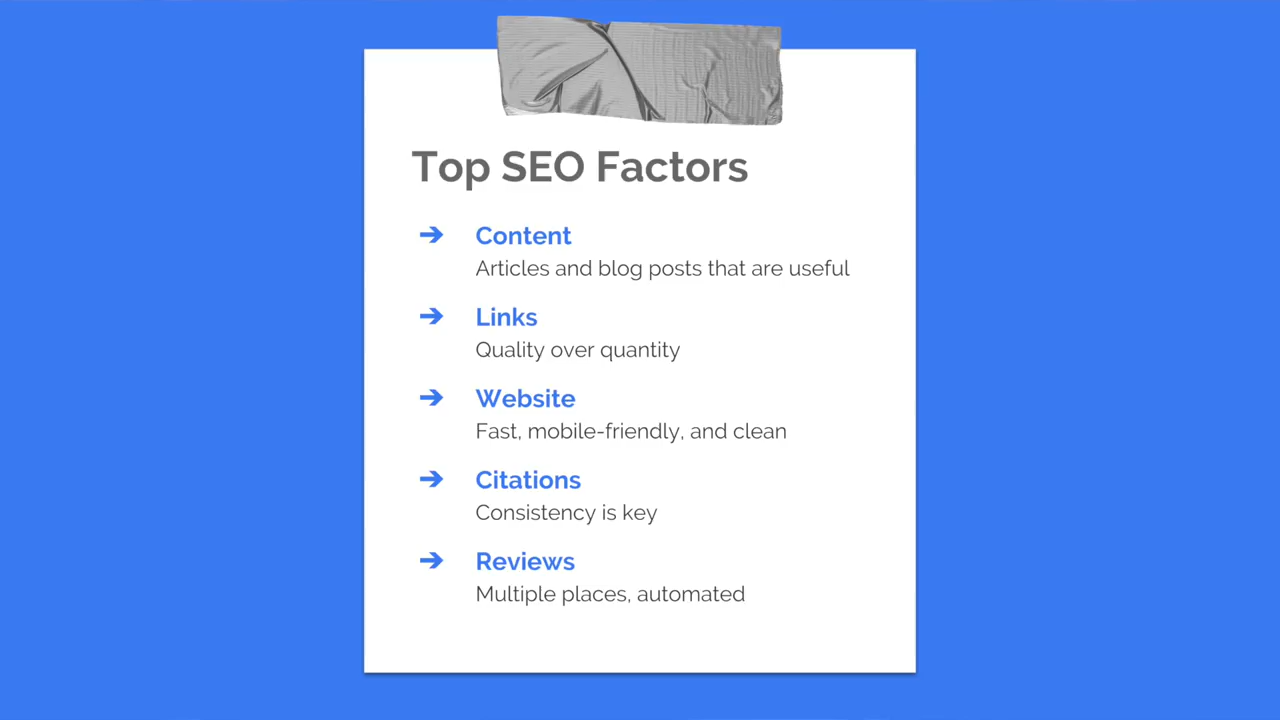 Top SEO Factors
➔ Content
Articles and blog posts that are useful
➔ Links
Quality over quantity
➔ Website
Fast, mobile-friendly, and clean
➔ Citations
Consistency is key
➔ Reviews
Multiple places, automated